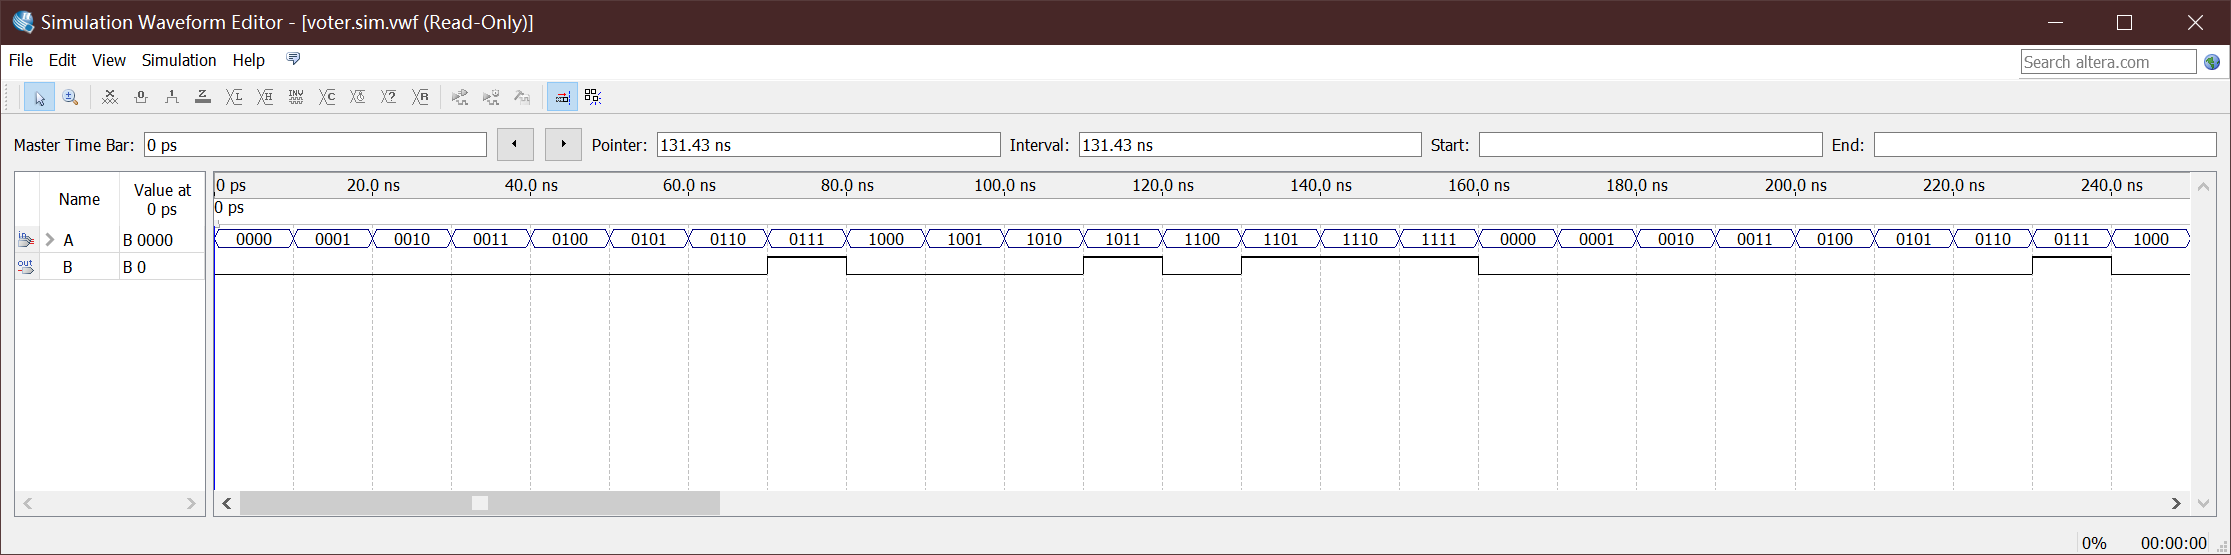 Simulation Waveform Editor - [voter.sim.vwf (Read-Only)]
File Edit View Simulation Help
Search altera.com
Master Time Bar: 0 ps Pointer: 131.43 ns Interval: 131.43 ns Start: End:
Name Value at 0 ps
0 ps 20.0 ns 40.0 ns 60.0 ns 80.0 ns 100.0 ns 120.0 ns 140.0 ns 160.0 ns 180.0 ns 200.0 ns 220.0 ns 240.0 ns
0 ps
in A B 0000 0000 0001 0010 0011 0100 0101 0110 0111 1000 1001 1010 1011 1100 1101 1110 1111 0000 0001 0010 0011 0100 0101 0110 0111 1000
out B B 0
0% 00:00:00